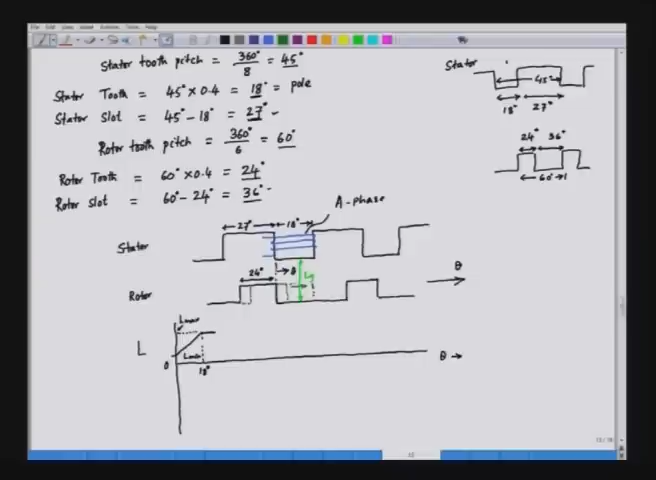 Stator tooth pitch = 360°/8 = 45°
Stator Tooth = 45° x 0.4 = 18° = pole
Stator Slot = 45° - 18° = 27°
Rotor tooth pitch = 360°/6 = 60°
Rotor Tooth = 60° x 0.4 = 24°
Rotor Slot = 60° - 24° = 36°
Stator
45°
18° 27°
24° 36°
60°
A-phase
27° 18°
Stator
θ
24°
lg
Rotor
θ
Lmax
L
Lmin
0 18°
θ